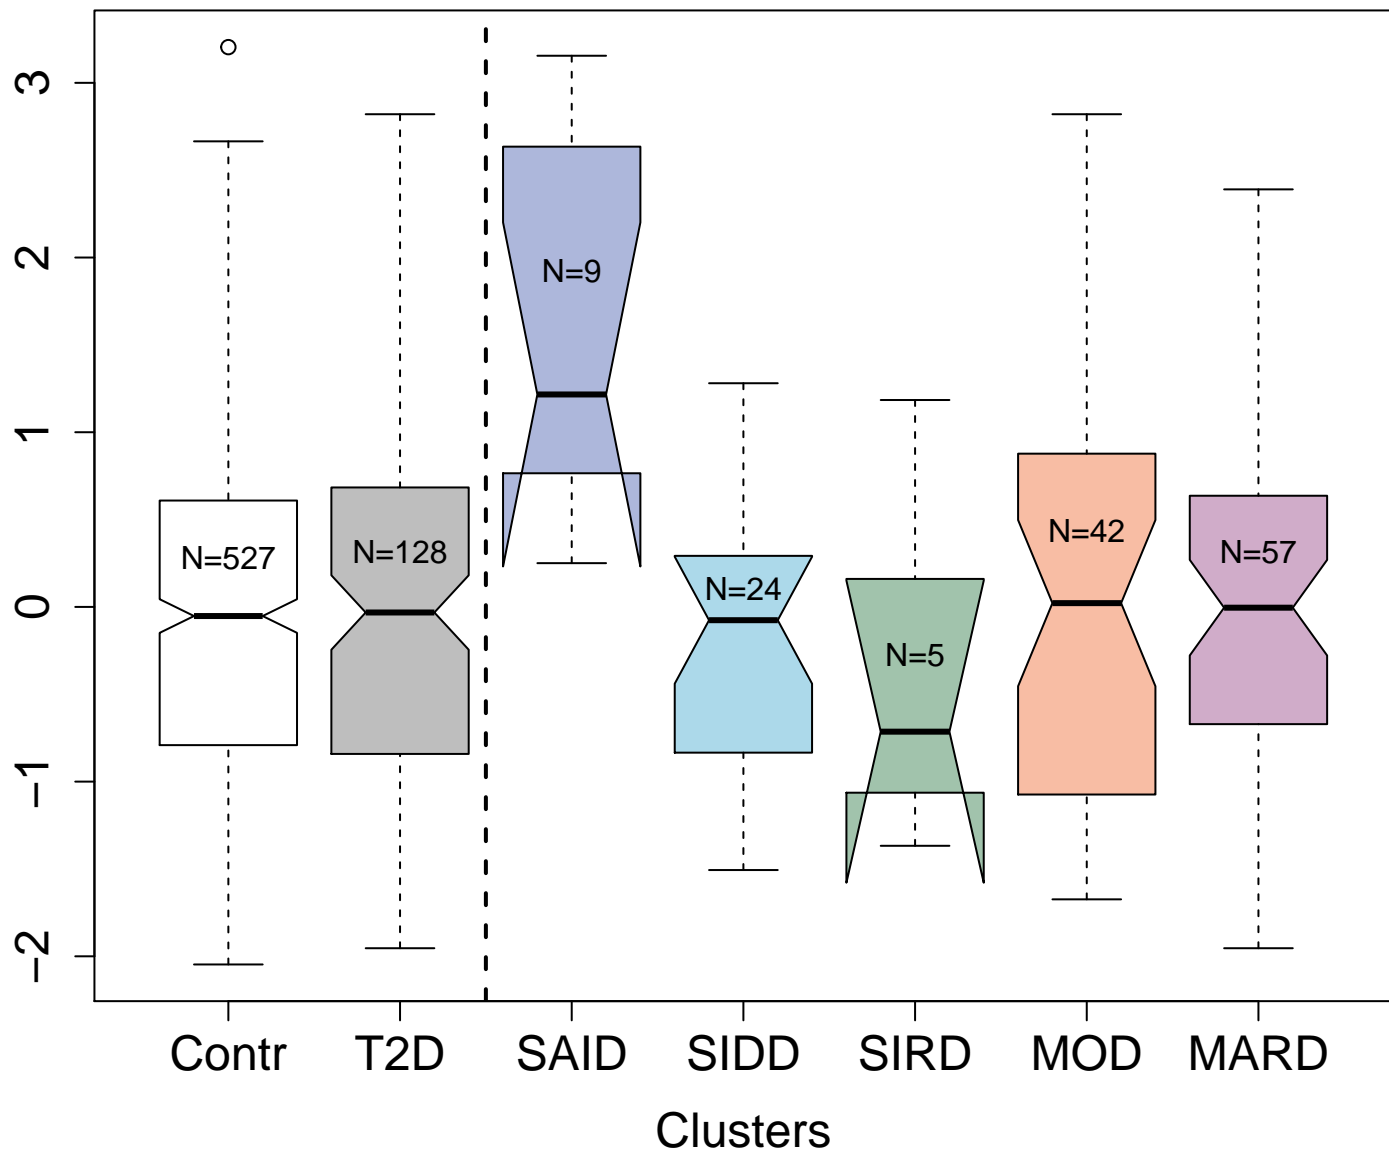 3
2
1
0
−1
−2
N=527
N=128
N=9
N=24
N=5
N=42
N=57
Contr T2D SAID SIDD SIRD MOD MARD
Clusters